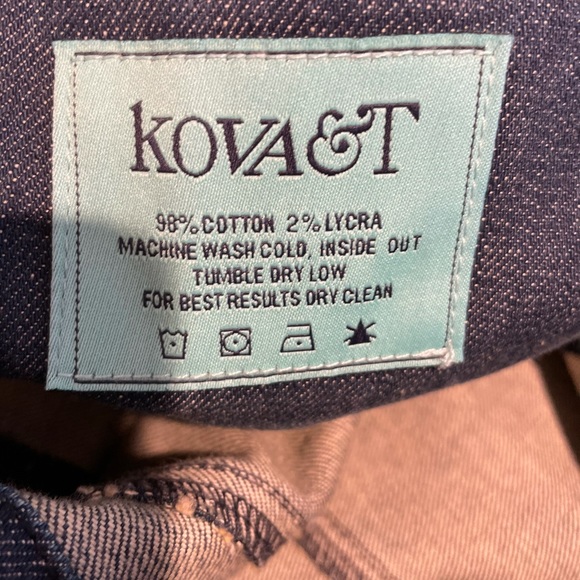 KOVA&T
98% COTTON 2% LYCRA
MACHINE WASH COLD, INSIDE OUT
TUMBLE DRY LOW
FOR BEST RESULTS DRY CLEAN